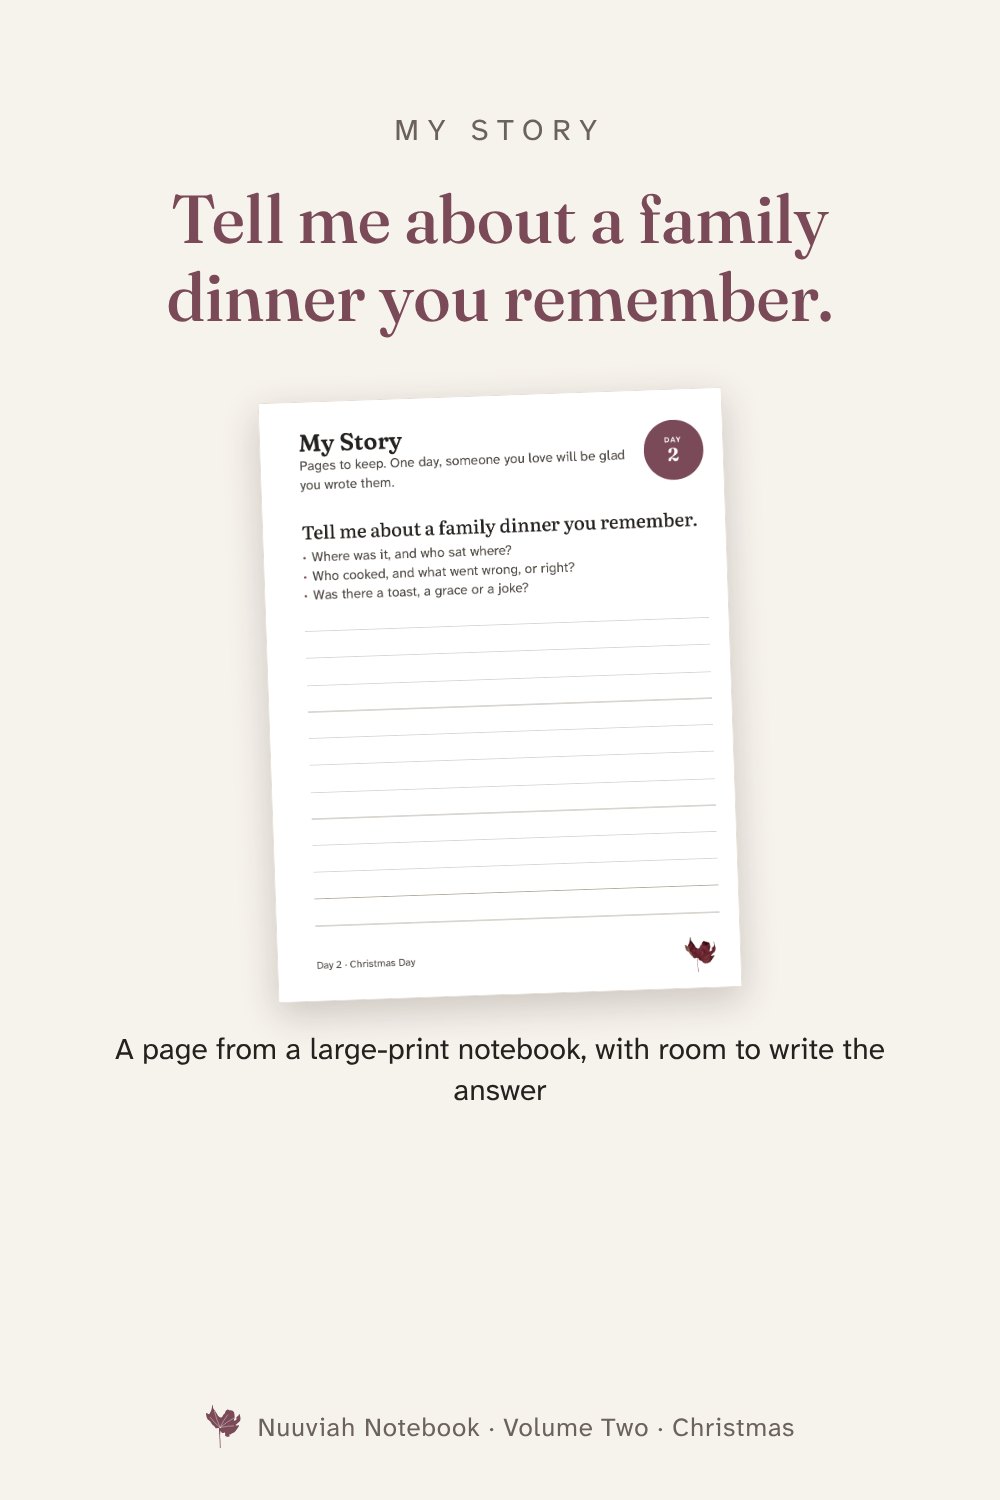 MY STORY
Tell me about a family
dinner you remember.
My Story
Pages to keep. One day, someone you love will be glad
you wrote them.
DAY
2
Tell me about a family dinner you remember.
· Where was it, and who sat where?
· Who cooked, and what went wrong, or right?
· Was there a toast, a grace or a joke?
Day 2 · Christmas Day
A page from a large-print notebook, with room to write the
answer
Nuuviah Notebook · Volume Two · Christmas